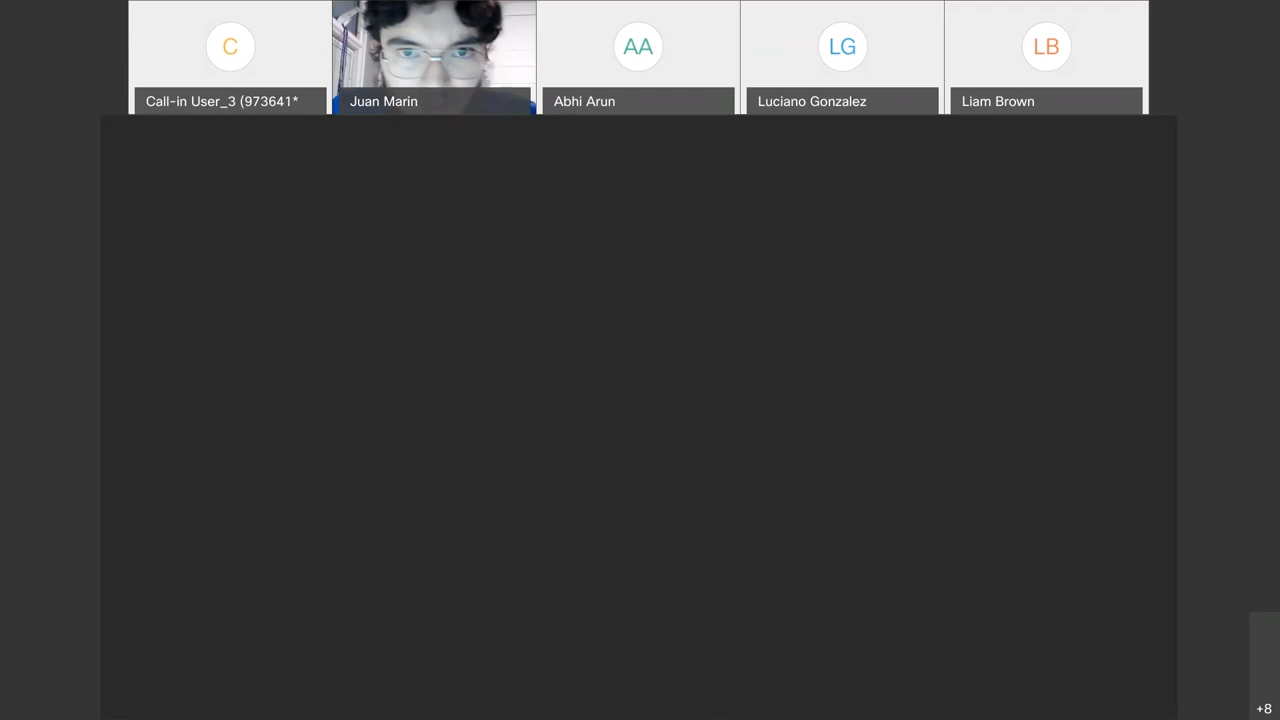 C
AA
LG
LB
Call-in User_3 (973641*
Juan Marin
Abhi Arun
Luciano Gonzalez
Liam Brown
+8